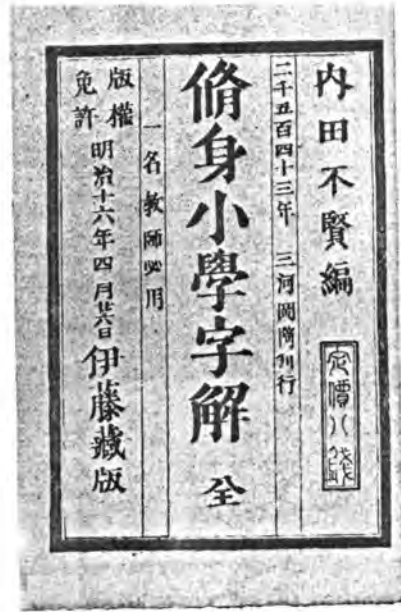 内田不賢編
定價八錢
二千五百四十三年 三河岡崎刋行
脩身小學字解 全
一名教師必用
版權免許 明治十六年四月廿六日 伊藤藏版